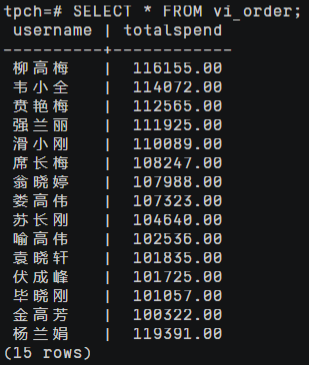 tpch=# SELECT * FROM vi_order;
username | totalspend
----------+------------
柳高梅 | 116155.00
韦小全 | 114072.00
贲艳梅 | 112565.00
强兰丽 | 111925.00
滑小刚 | 110089.00
席长梅 | 108247.00
翁晓婷 | 107988.00
娄高伟 | 107323.00
苏长刚 | 104640.00
喻高伟 | 102536.00
袁晓轩 | 101835.00
伏成峰 | 101725.00
毕晓刚 | 101057.00
金高芳 | 100322.00
杨兰娟 | 119391.00
(15 rows)